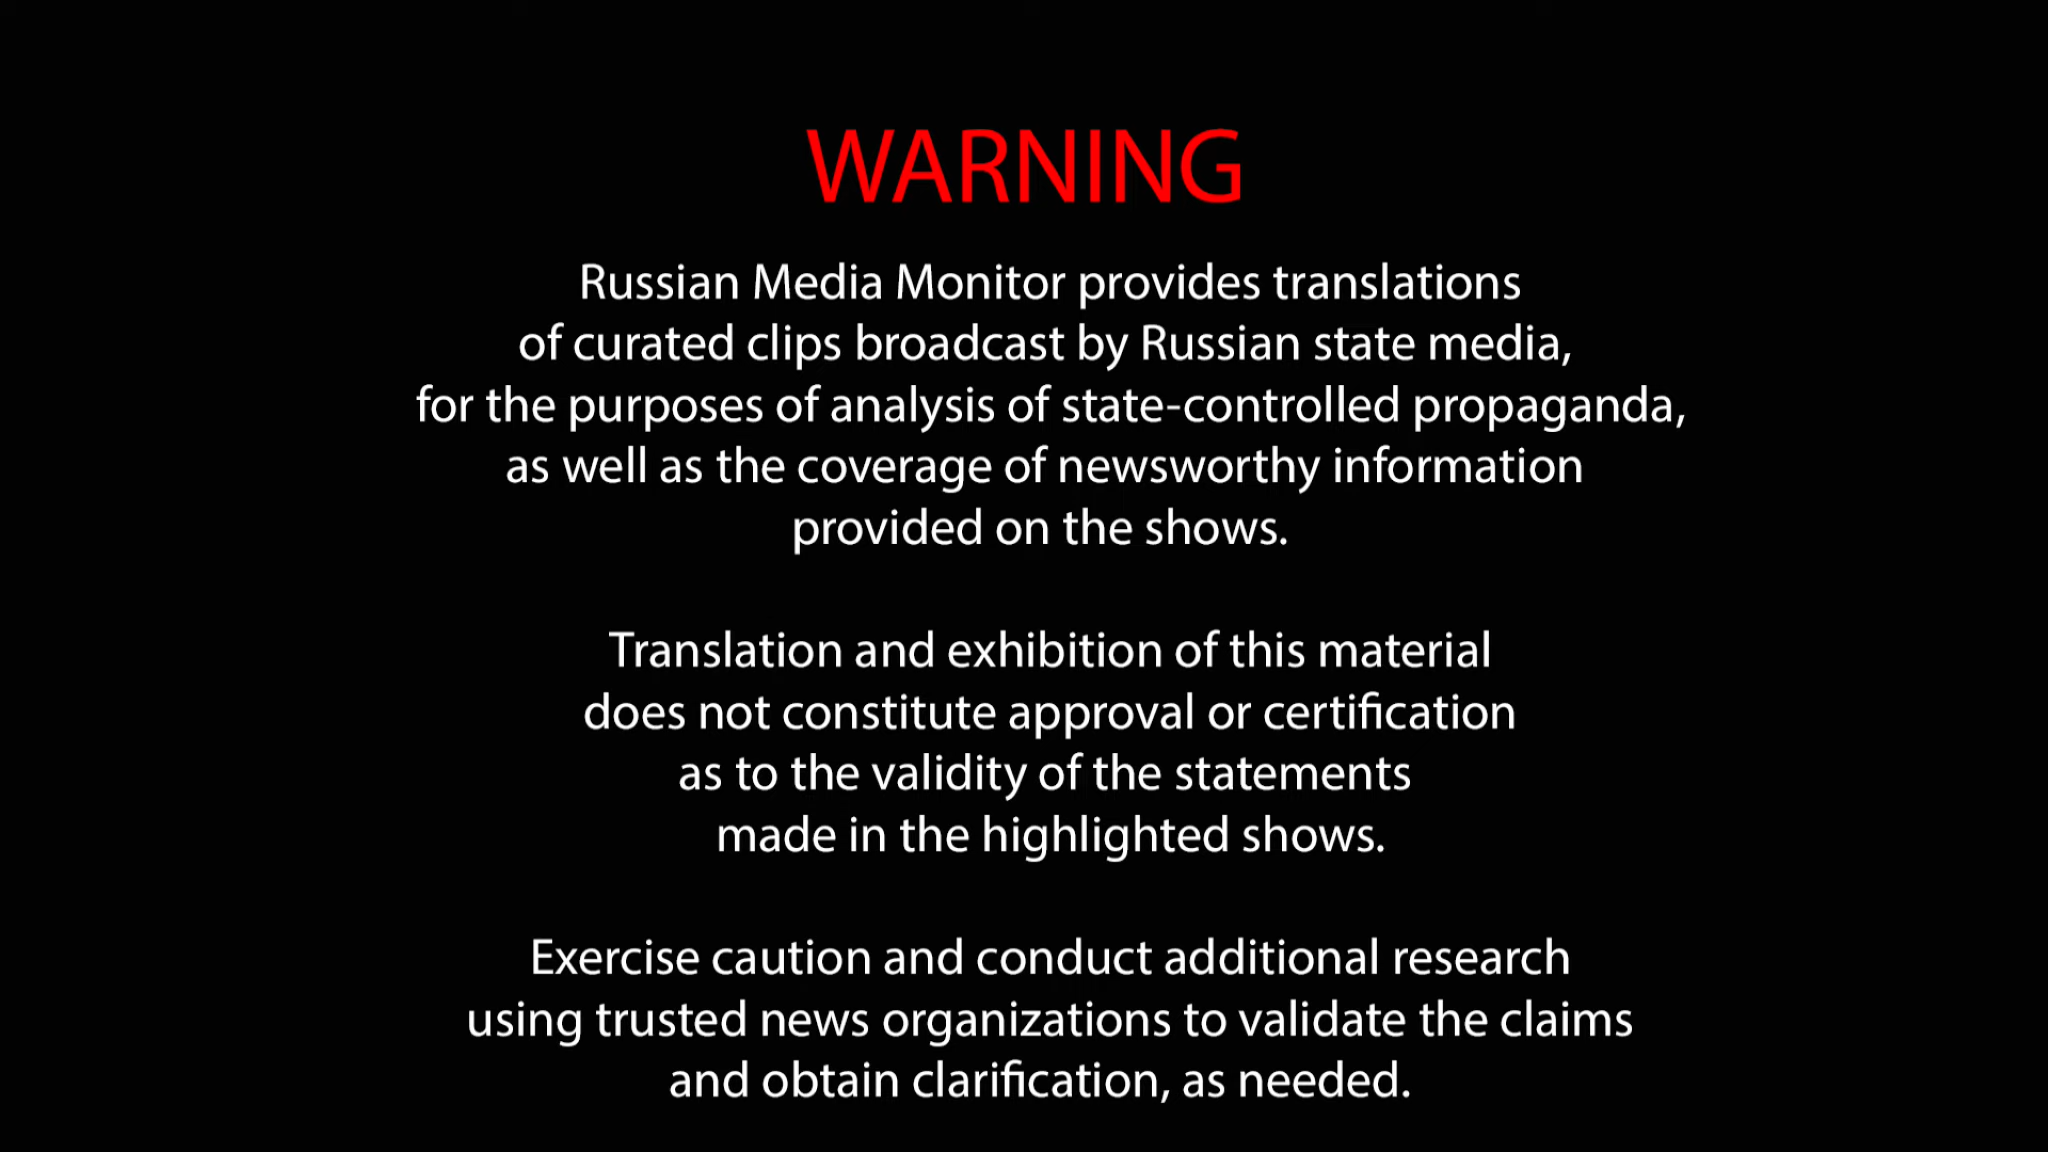 WARNING
Russian Media Monitor provides translations
of curated clips broadcast by Russian state media,
for the purposes of analysis of state-controlled propaganda,
as well as the coverage of newsworthy information
provided on the shows.
Translation and exhibition of this material
does not constitute approval or certification
as to the validity of the statements
made in the highlighted shows.
Exercise caution and conduct additional research
using trusted news organizations to validate the claims
and obtain clarification, as needed.